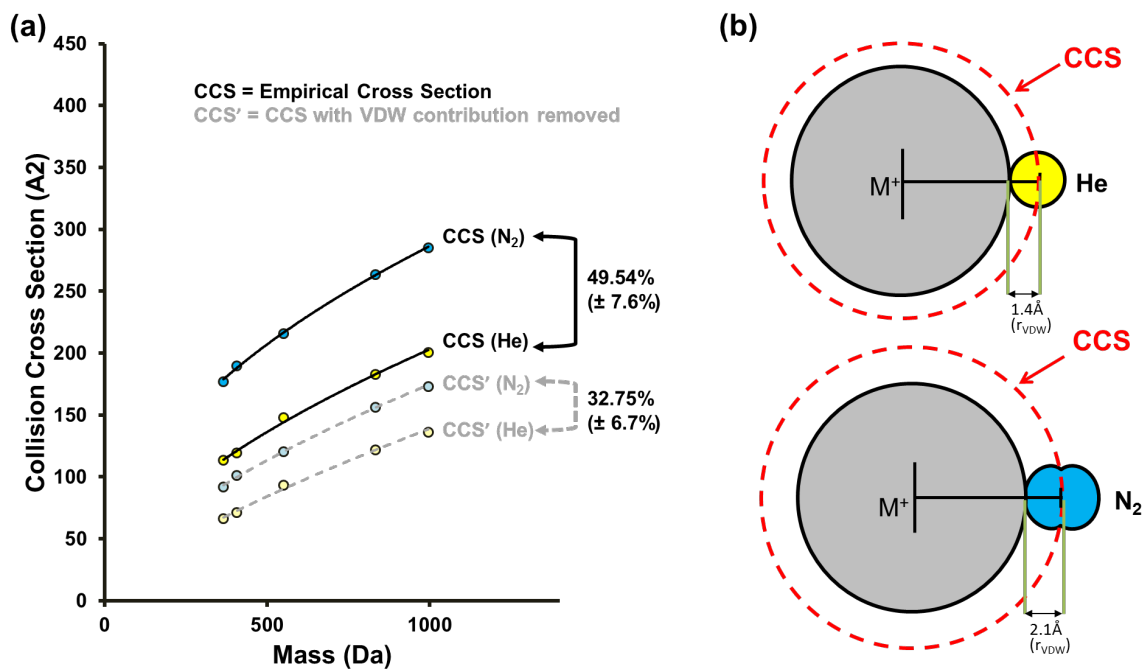 (a)
450
400
350
300
250
200
150
100
50
0
0
500
1000
Collision Cross Section (A2)
Mass (Da)
CCS = Empirical Cross Section
CCS′ = CCS with VDW contribution removed
CCS (N₂)
49.54%
(± 7.6%)
CCS (He)
CCS′ (N₂)
32.75%
(± 6.7%)
CCS′ (He)
(b)
CCS
M⁺
He
1.4Å
(rVDW)
CCS
M⁺
N₂
2.1Å
(rVDW)